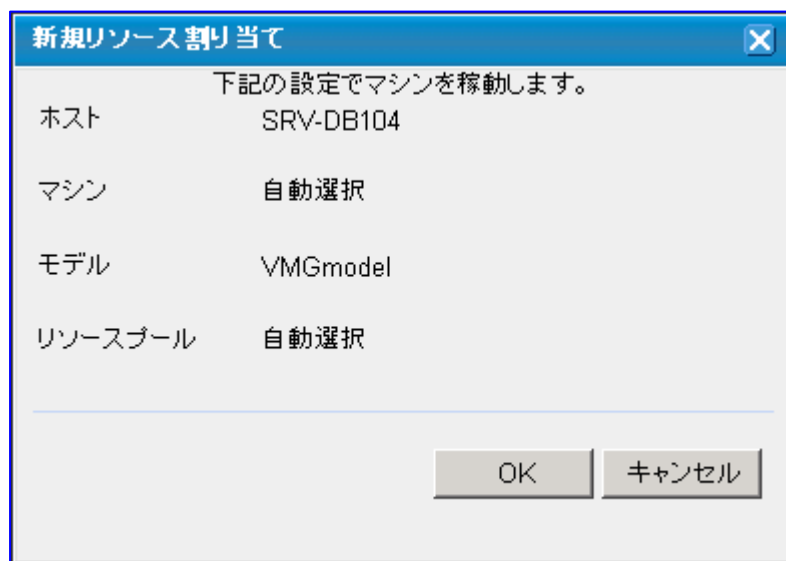 新規リソース割り当て
下記の設定でマシンを稼動します。
ホスト SRV-DB104
マシン 自動選択
モデル VMGmodel
リソースプール 自動選択
OK キャンセル